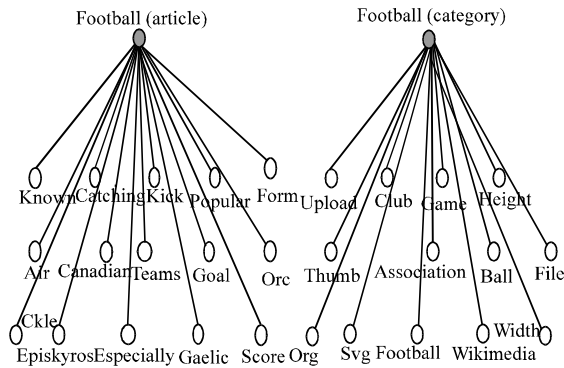 Football (article)
Football (category)
Known Catching Kick Popular Form
Upload Club Game Height
Air Canadian Teams Goal Orc
Thumb Association Ball File
Ckle
Width
Episkyros Especially Gaelic Score
Org Svg Football Wikimedia